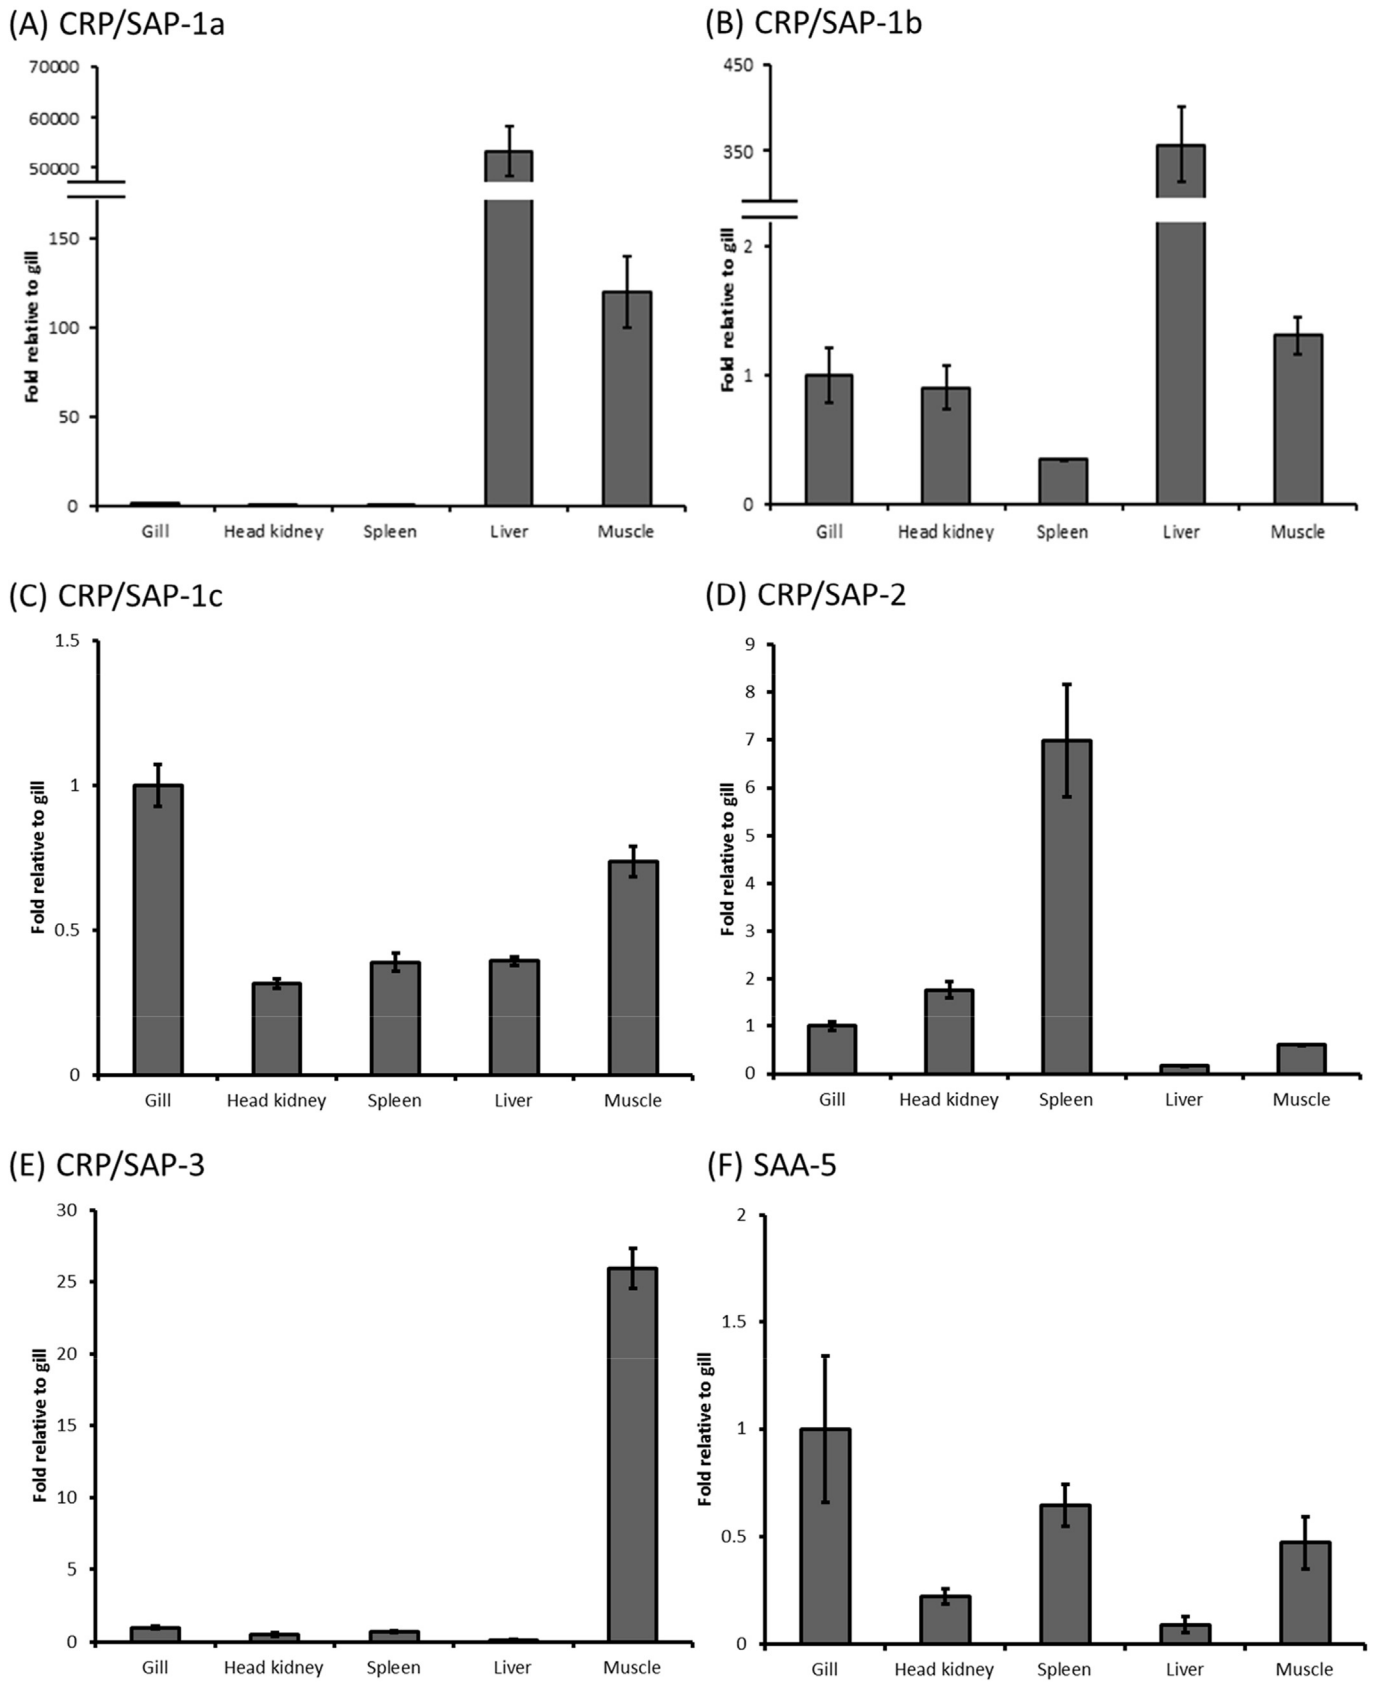 (A) CRP/SAP-1a
70000
60000
50000
150
100
50
0
Fold relative to gill
Gill Head kidney Spleen Liver Muscle
(B) CRP/SAP-1b
450
350
2
1
0
Fold relative to gill
Gill Head kidney Spleen Liver Muscle
(C) CRP/SAP-1c
1.5
1
0.5
0
Fold relative to gill
Gill Head kidney Spleen Liver Muscle
(D) CRP/SAP-2
9
8
7
6
5
4
3
2
1
0
Fold relative to gill
Gill Head kidney Spleen Liver Muscle
(E) CRP/SAP-3
30
25
20
15
10
5
0
Fold relative to gill
Gill Head kidney Spleen Liver Muscle
(F) SAA-5
2
1.5
1
0.5
0
Fold relative to gill
Gill Head kidney Spleen Liver Muscle